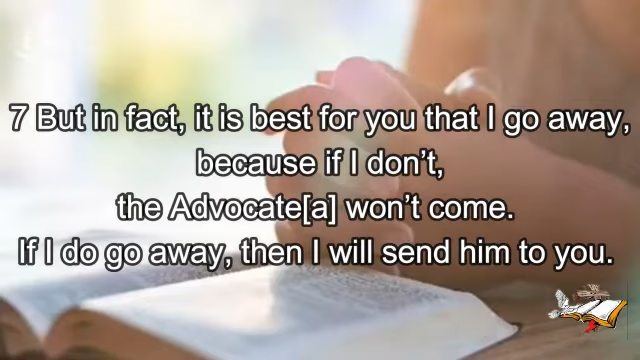 7 But in fact, it is best for you that I go away,
because if I don't,
the Advocate[a] won't come.
If I do go away, then I will send him to you.